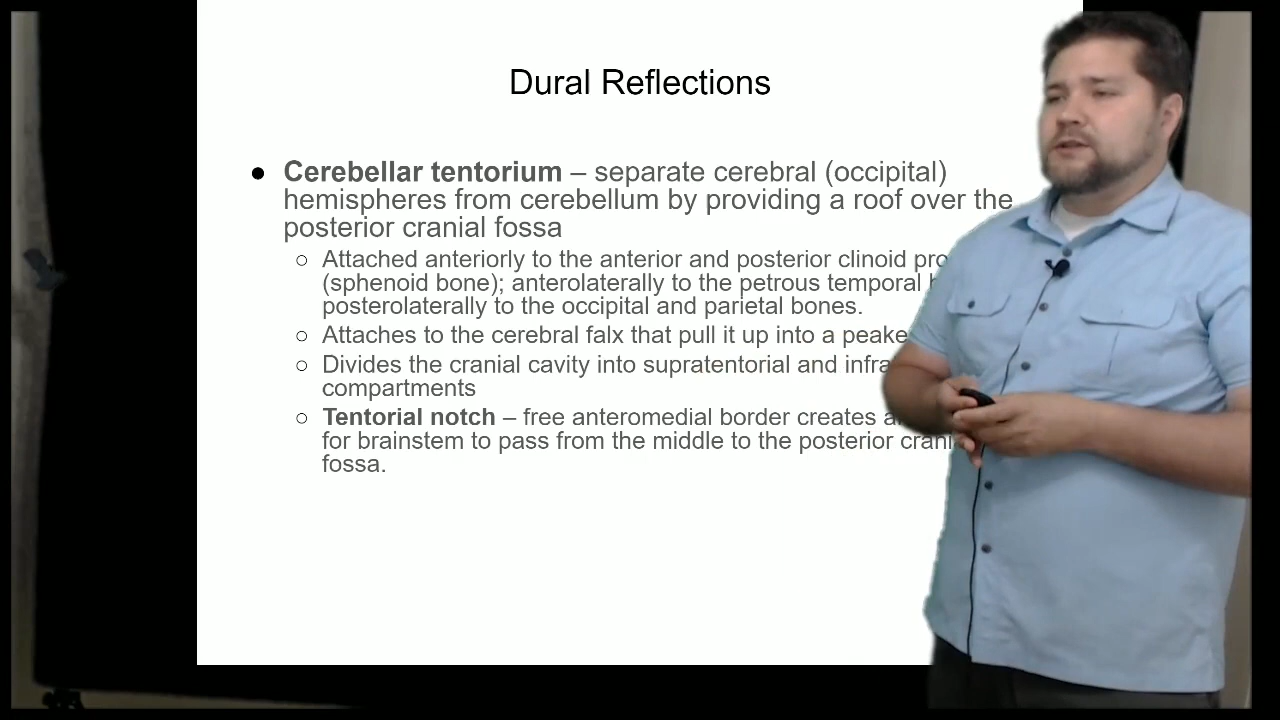 Dural Reflections
● Cerebellar tentorium – separate cerebral (occipital)
hemispheres from cerebellum by providing a roof over the
posterior cranial fossa
○ Attached anteriorly to the anterior and posterior clinoid
(sphenoid bone); anterolaterally to the petrous temporal
posterolaterally to the occipital and parietal bones.
○ Attaches to the cerebral falx that pull it up into a
○ Divides the cranial cavity into supratentorial and
compartments
○ Tentorial notch – free anteromedial border creates
for brainstem to pass from the middle to the posterior
fossa.